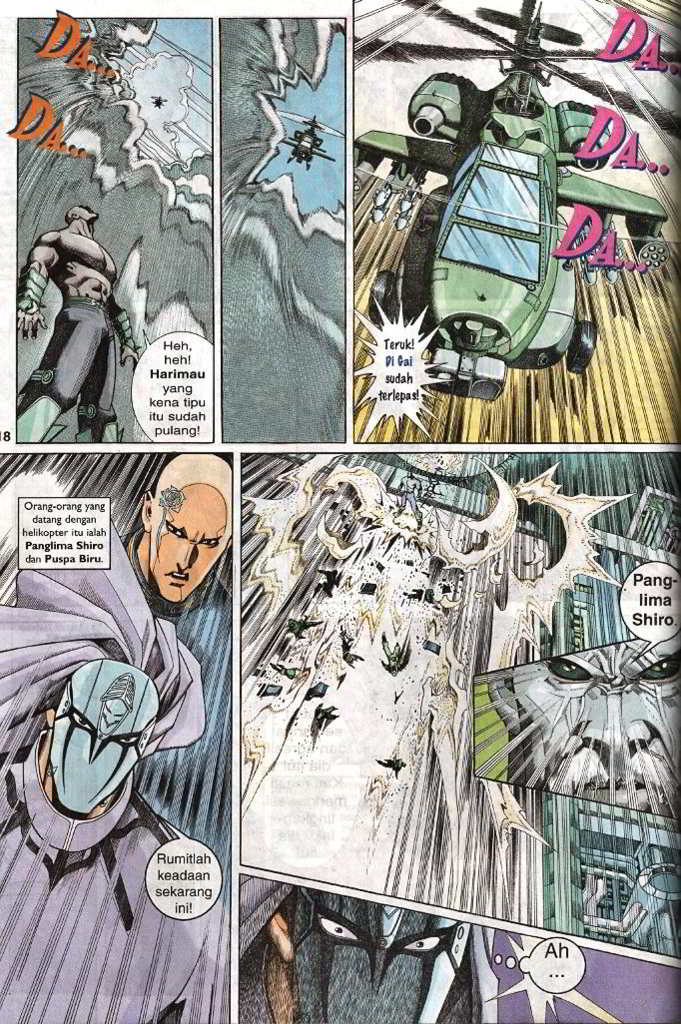 DA...
DA...
Heh,
heh!
Harimau
yang
kena tipu
itu sudah
pulang!
18
DA...
DA...
DA...
Teruk!
Di Gai
sudah
terlepas!
Orang-orang yang
datang dengan
helikopter itu ialah
Panglima Shiro
dan Puspa Biru.
Rumitlah
keadaan
sekarang
ini!
Pang-
lima
Shiro.
Ah
...